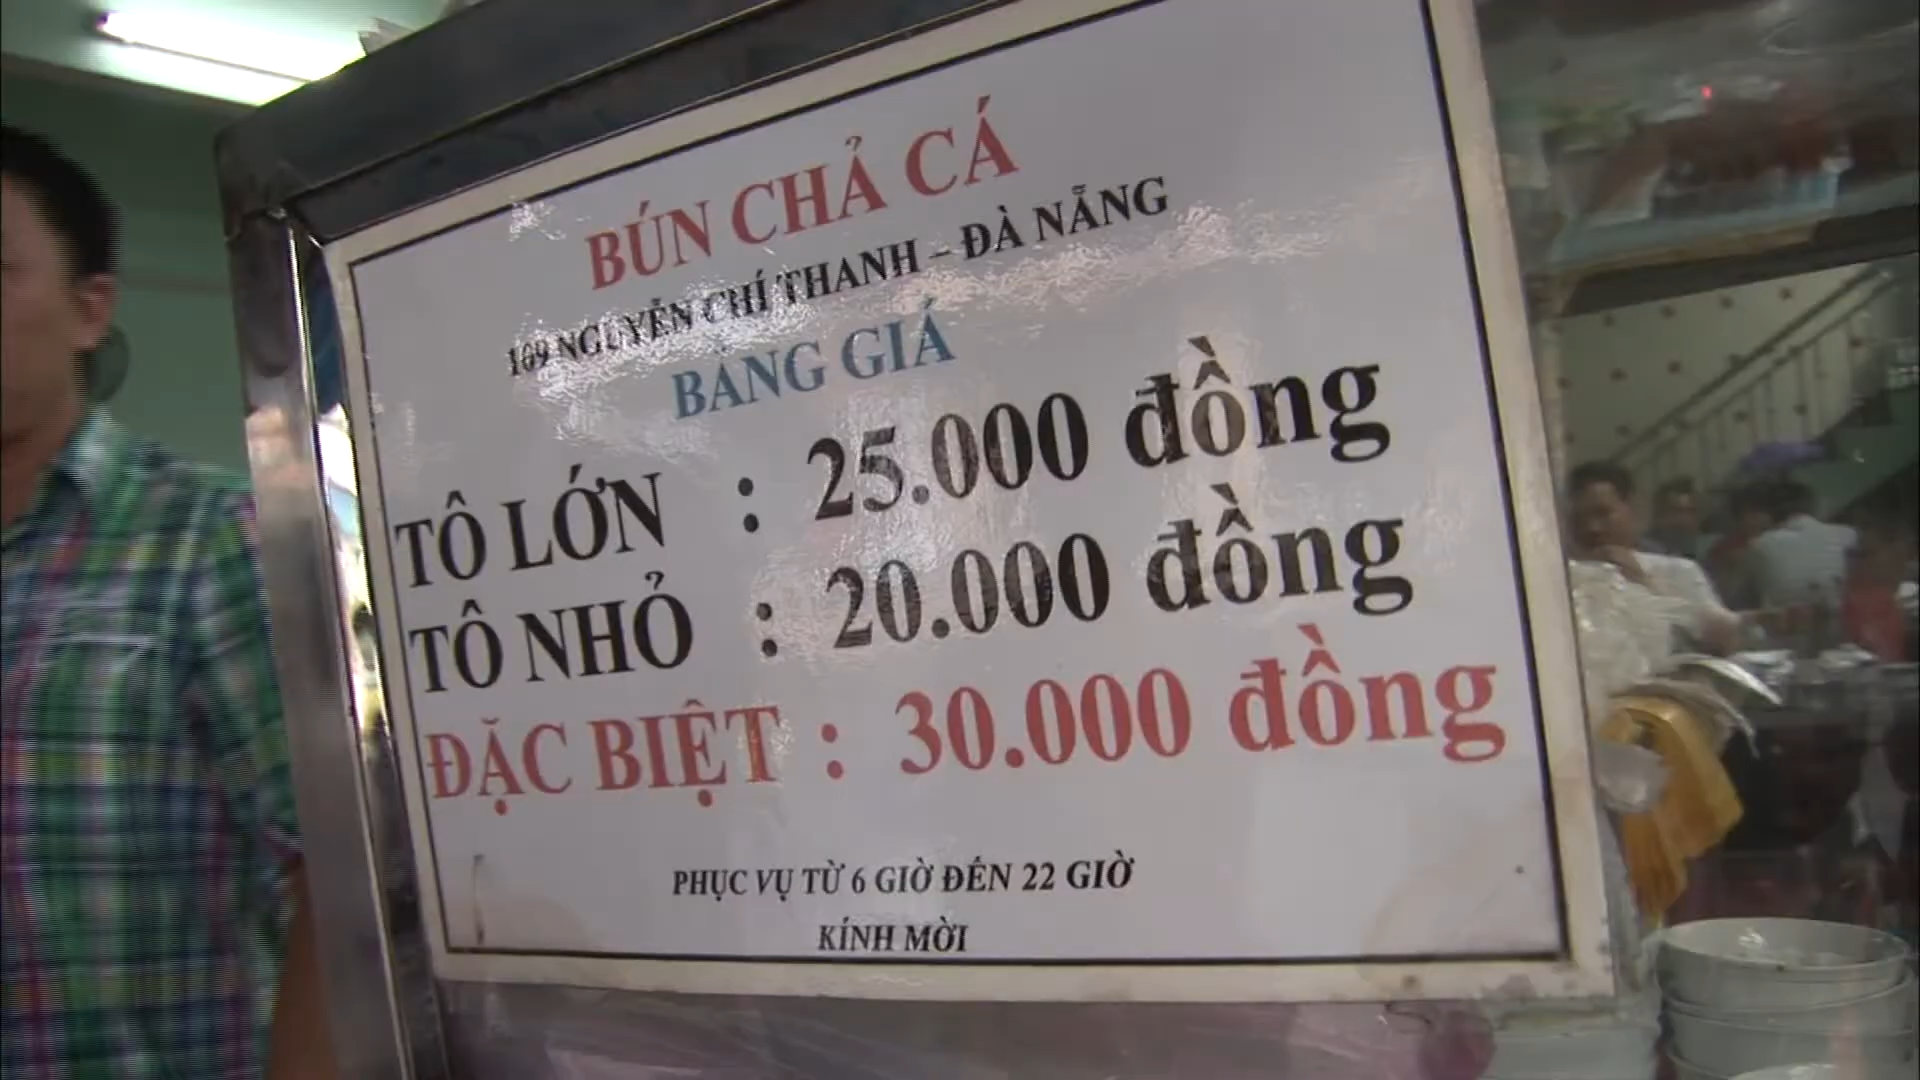 BÚN CHẢ CÁ
109 NGUYỄN CHÍ THANH – ĐÀ NẴNG
BẢNG GIÁ
TÔ LỚN : 25.000 đồng
TÔ NHỎ : 20.000 đồng
ĐẶC BIỆT : 30.000 đồng
PHỤC VỤ TỪ 6 GIỜ ĐẾN 22 GIỜ
KÍNH MỜI